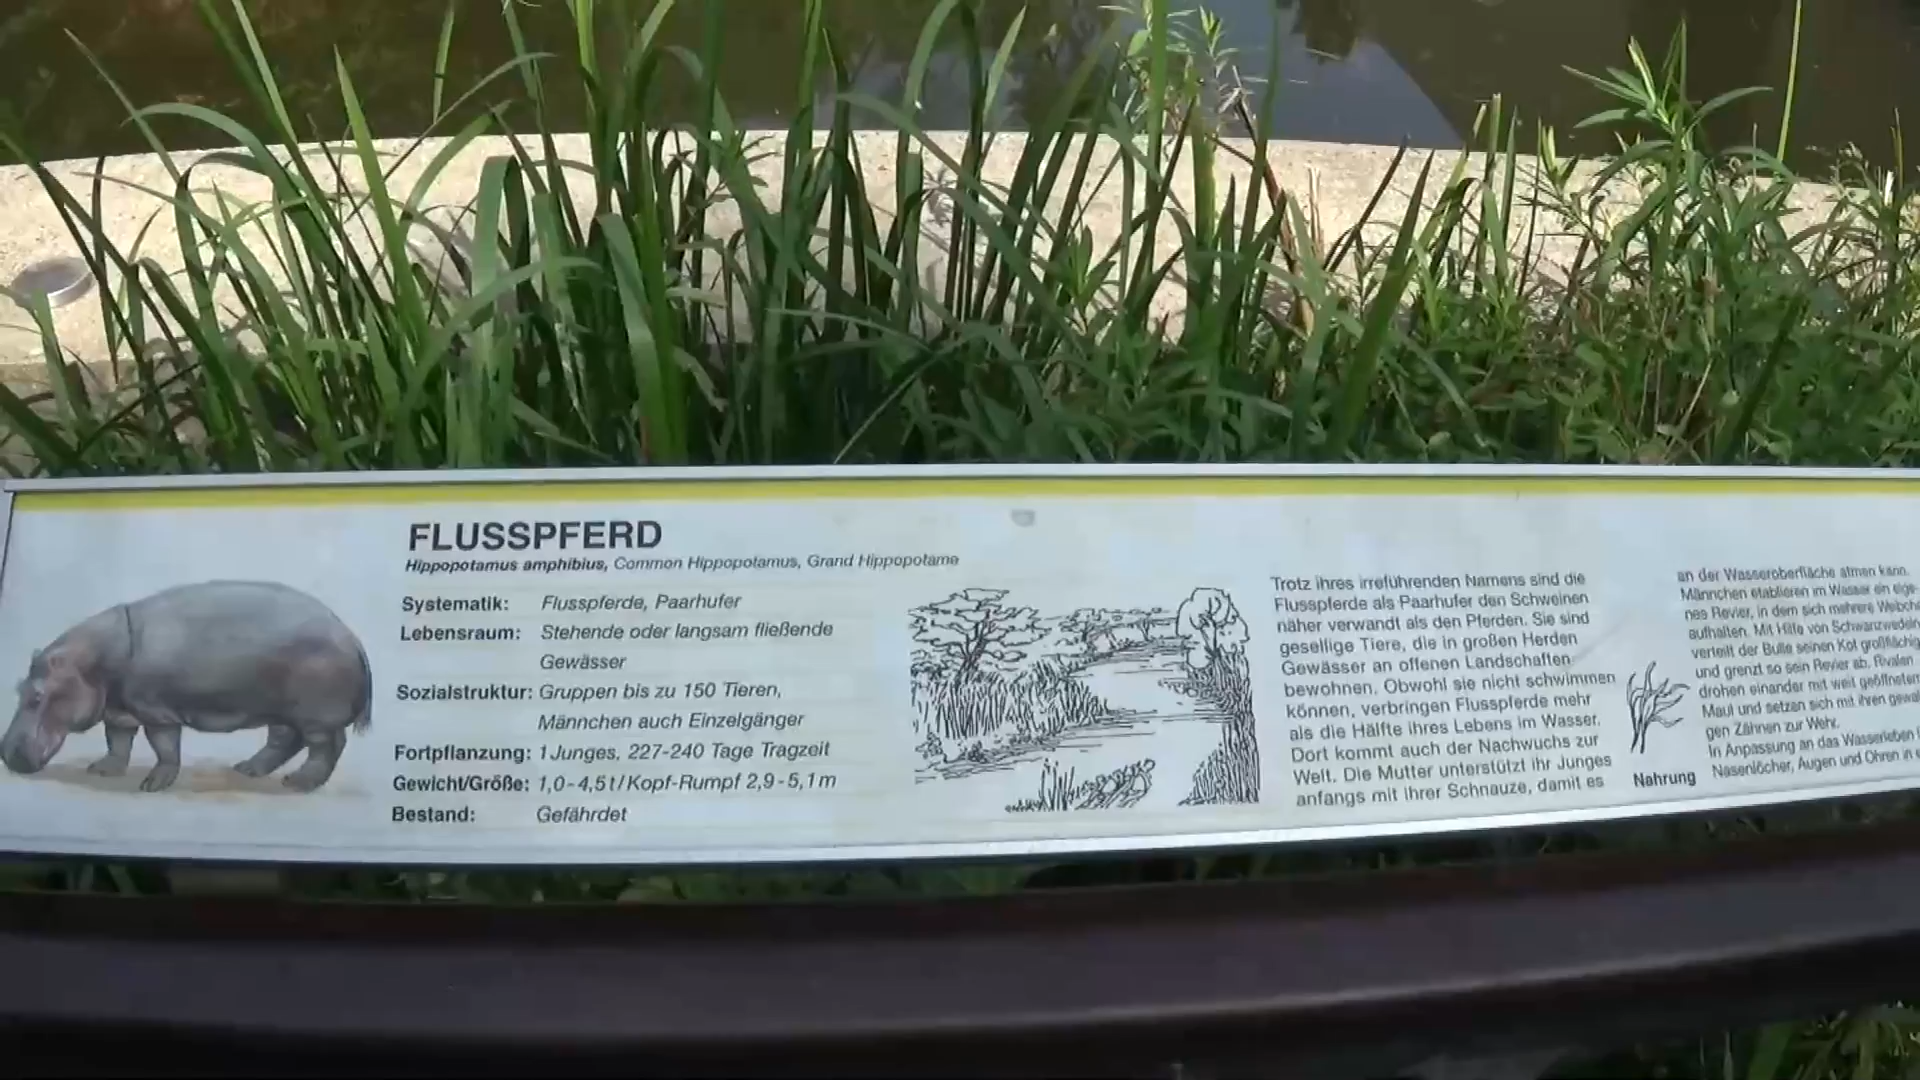 FLUSSPFERD
Hippopotamus amphibius, Common Hippopotamus, Grand Hippopotame
Systematik: Flusspferde, Paarhufer
Lebensraum: Stehende oder langsam fließende
Gewässer
Sozialstruktur: Gruppen bis zu 150 Tieren,
Männchen auch Einzelgänger
Fortpflanzung: 1 Junges, 227-240 Tage Tragzeit
Gewicht/Größe: 1,0-4,5t/Kopf-Rumpf 2,9-5,1m
Bestand: Gefährdet
Trotz ihres irreführenden Namens sind die
Flusspferde als Paarhufer den Schweinen
näher verwandt als den Pferden. Sie sind
gesellige Tiere, die in großen Herden
Gewässer an offenen Landschaften
bewohnen. Obwohl sie nicht schwimmen
können, verbringen Flusspferde mehr
als die Hälfte ihres Lebens im Wasser.
Dort kommt auch der Nachwuchs zur
Welt. Die Mutter unterstützt ihr Junges
anfangs mit ihrer Schnauze, damit es
Nahrung
an der Wasseroberfläche atmen kann.
Männchen etablieren im Wasser ein eige-
nes Revier, in dem sich mehrere Weibche
aufhalten. Mit Hilfe von Schwanzwedeln
verteilt der Bulle seinen Kot großflächig
und grenzt so sein Revier ab. Rivalen
drohen einander mit weit geöffnetem
Maul und setzen sich mit ihren gewal
gen Zähnen zur Wehr.
In Anpassung an das Wasserleben
Nasenlöcher, Augen und Ohren in